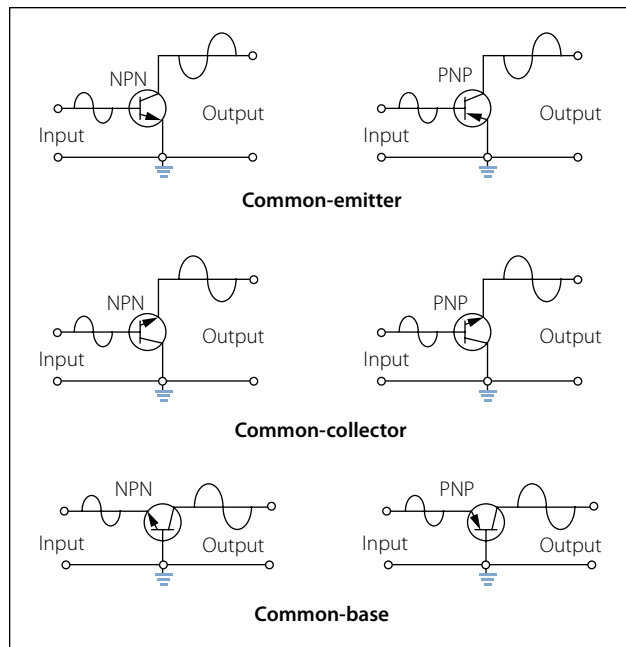 NPN PNP
Input Output Input Output
Common-emitter
NPN PNP
Input Output Input Output
Common-collector
NPN PNP
Input Output Input Output
Common-base